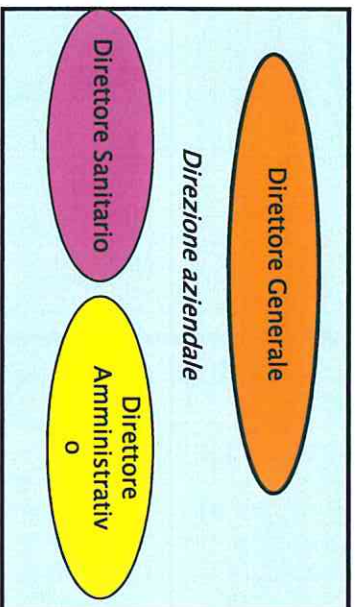 Direttore Generale
Direzione aziendale
Direttore Sanitario
Direttore
Amministrativ
o